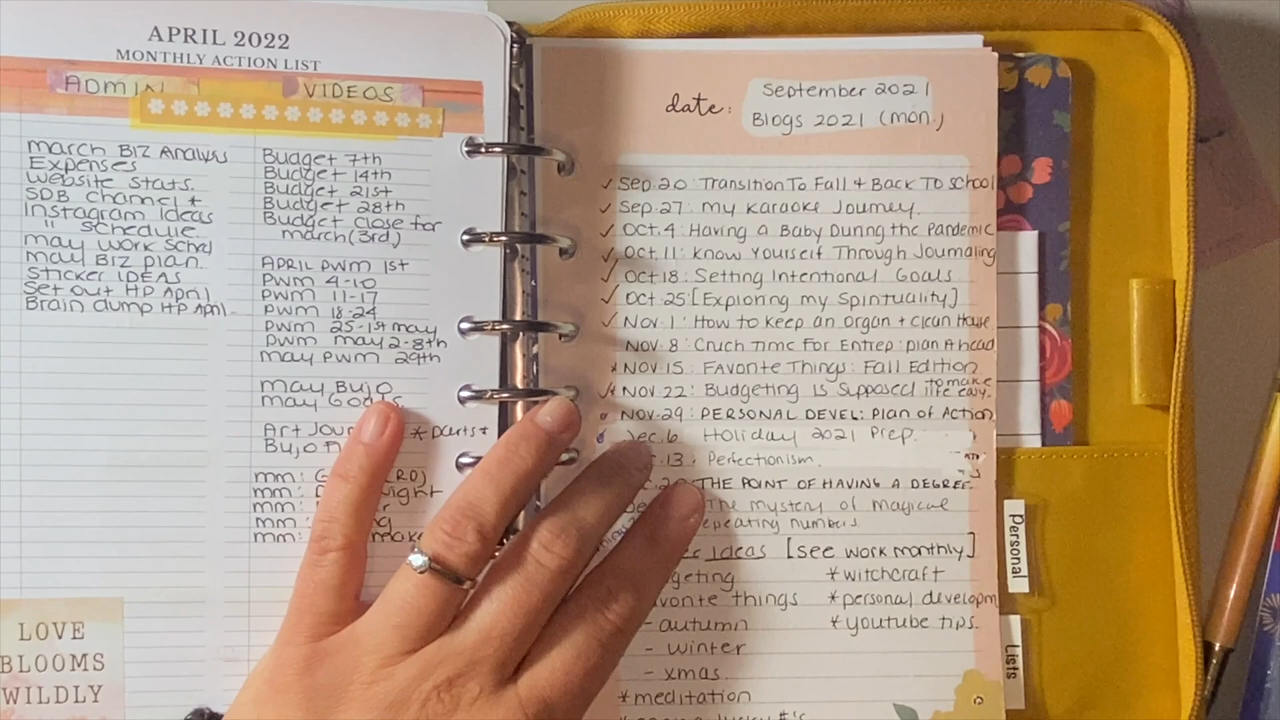 APRIL 2022
MONTHLY ACTION LIST
ADMIN
March BIZ Analysis
Expenses
Website Stats.
SDB channel +
Instagram Ideas
" schedule.
may work sched
may BIZ plan.
Sticker IDEAS
Set out HP April
Brain dump HP April
LOVE
BLOOMS
WILDLY
VIDEOS
Budget 7th
Budget 14th
Budget 21st
Budget 28th
Budget Close for
march (3rd)
APRIL PWM 1st
PWM 4-10
PWM 11-17
PWM 18-24
PWM 25-1st may
PWM may 2-8th
may PWM 29th
May BUJO
may Goals
Art Jour
BUJO
mm:
mm:
mm:
mm:
mm:
date: September 2021
Blogs 2021 (mon.)
✓ Sep. 20: Transition To Fall + Back To School
✓ Sep. 27: my karaoke Journey.
✓ Oct. 4: Having a Baby During the Pandemic
✓ Oct. 11: Know Yourself Through Journaling
✓ Oct 18: Setting Intentional Goals
✓ Oct. 25: [Exploring my Spirituality]
✓ Nov. 1: How to keep an organ + clean House
Nov. 8: Cruch Time For Entrep: plan Ahead
* Nov. 15: Favorite Things: Fall Edition
Nov. 22: Budgeting is Supposed to make life easy.
Nov. 29: PERSONAL DEVEL: Plan of Action
Dec. 6 Holiday 2021 Prep.
13. Perfectionism.
THE POINT OF HAVING A DEGREE
The mystery of magical
repeating numbers
Ideas [see work monthly]
geting
*witchcraft
vorite things
*personal developm
- autumn
*youtube tips.
- winter
- xmas.
*meditation
Personal
Lists